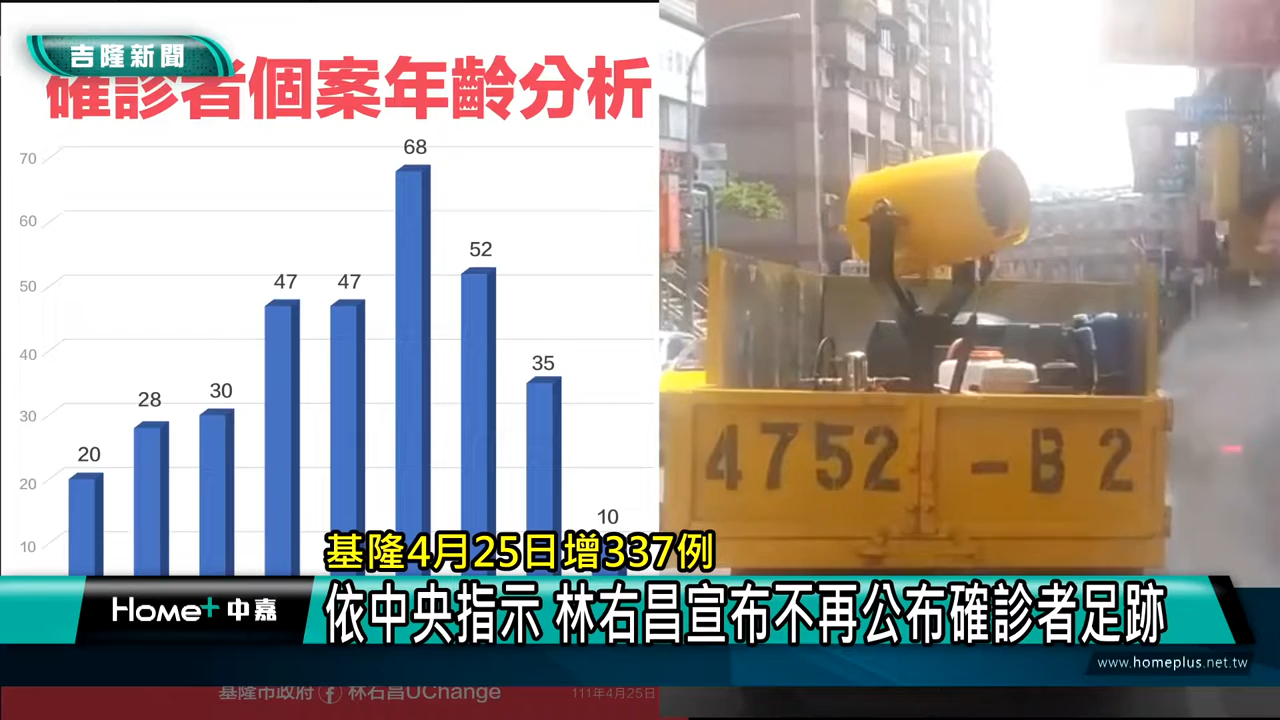 吉隆新聞
確診者個案年齡分析
70
60
50
40
30
20
10
20
28
30
47
47
68
52
35
10
4752-B2
基隆4月25日增337例
Home+ 中嘉
依中央指示 林右昌宣布不再公布確診者足跡
www.homeplus.net.tw
基隆市政府 f 林右昌UChange
111年4月25日